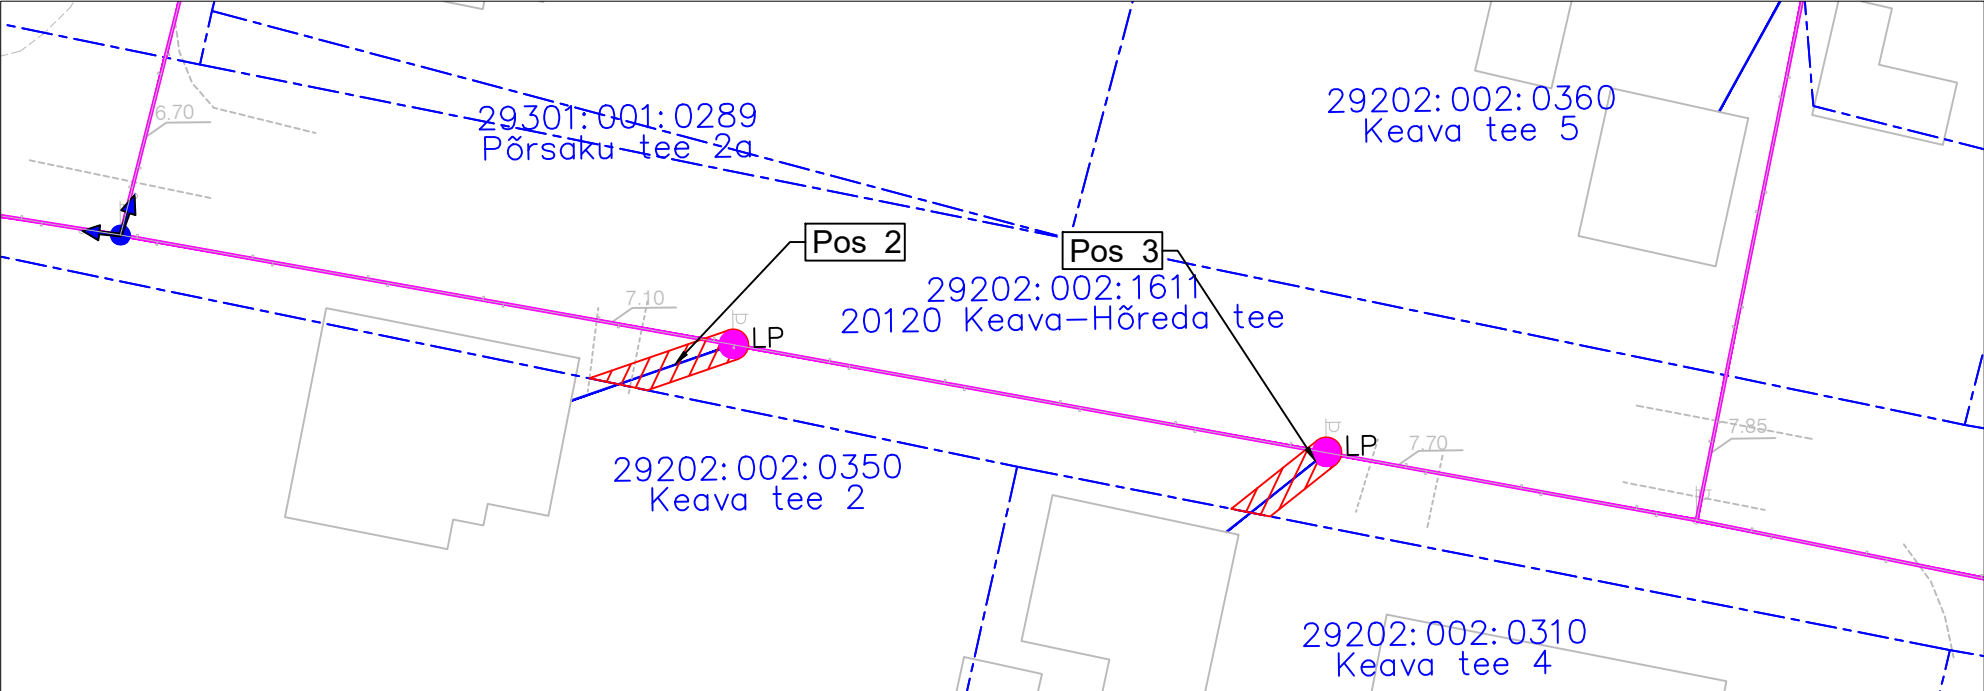 29202:002:0360
Keava tee 5
29301:001:0289
Põrsaku tee 2a
6.70
Pos 2
Pos 3
29202:002:1611
20120 Keava-Hõreda tee
7.10
LP
7.85
LP
7.70
29202:002:0350
Keava tee 2
29202:002:0310
Keava tee 4